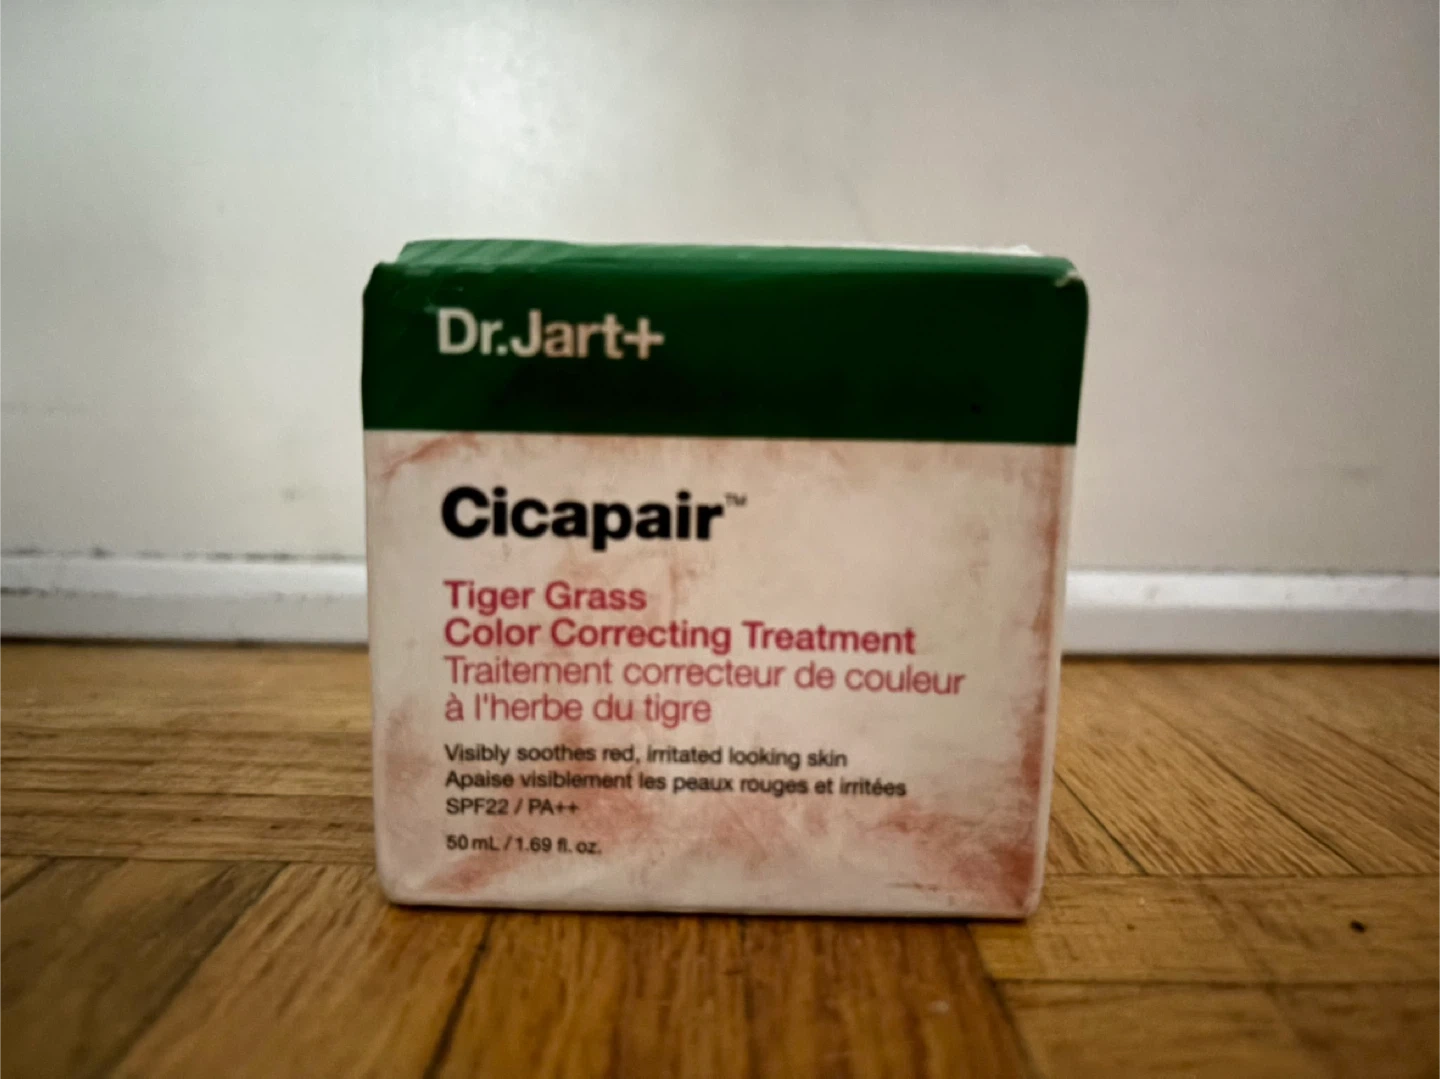 Dr.Jart+
Cicapair™
Tiger Grass
Color Correcting Treatment
Traitement correcteur de couleur
à l'herbe du tigre
Visibly soothes red, irritated looking skin
Apaise visiblement les peaux rouges et irritées
SPF22 / PA++
50 mL / 1.69 fl. oz.